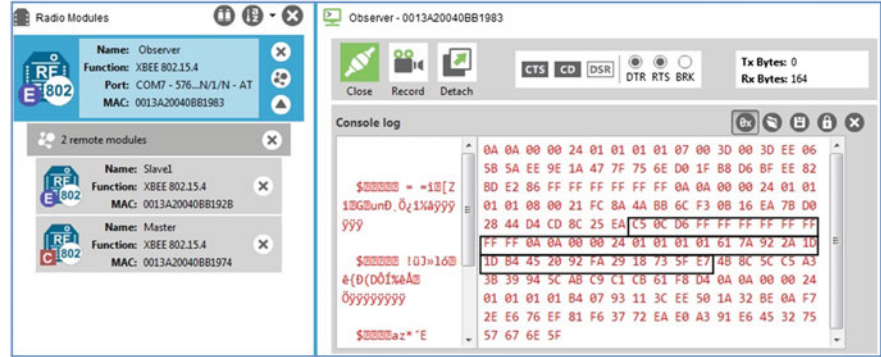 Radio Modules
Name: Observer
Function: XBEE 802.15.4
Port: COM7 - 576...N/1/N - AT
MAC: 0013A20040BB1983
RF
E 802
2 remote modules
Name: Slave1
Function: XBEE 802.15.4
MAC: 0013A20040BB192B
RF
E 802
Name: Master
Function: XBEE 802.15.4
MAC: 0013A20040BB1974
RF
C 802
Observer - 0013A20040BB1983
Close
Record
Detach
CTS CD DSR
DTR RTS BRK
Tx Bytes: 0
Rx Bytes: 164
Console log
0x
0A 0A 00 00 24 01 01 01 01 07 00 3D 00 3D EE 06
5B 5A EE 9E 1A 47 7F 75 6E D0 1F B8 D6 BF EE 82
BD E2 86 FF FF FF FF FF FF 0A 0A 00 00 24 01 01
01 01 08 00 21 FC 8A 4A BB 6C F3 0B 16 EA 7B D0
28 44 D4 CD 8C 25 EA C5 0C D6 FF FF FF FF FF FF
FF FF 0A 0A 00 00 24 01 01 01 01 61 7A 92 2A 1D
1D B4 45 20 92 FA 29 18 73 5F E7 4B 8C 5C C5 A3
3B 39 94 5C AB C9 C1 CB 61 F8 D4 0A 0A 00 00 24
01 01 01 01 B4 07 93 11 3C EE 50 1A 32 BE 0A F7
2E E6 76 EF 81 F6 37 72 EA E0 A3 91 E6 45 32 75
57 67 6E 5F